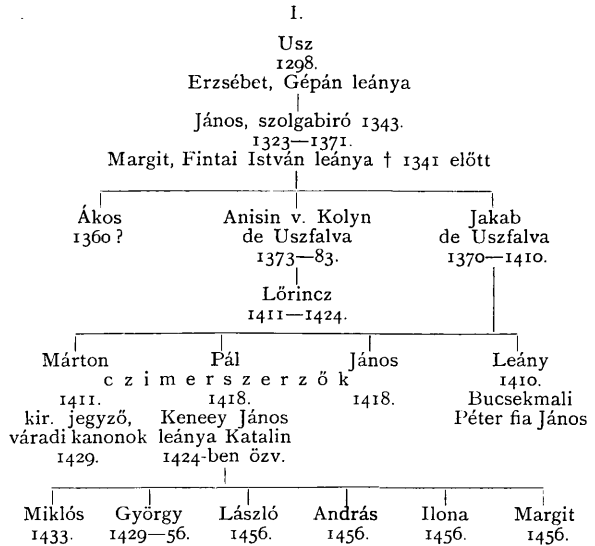 I.
Usz
1298.
Erzsébet, Gépán leánya
János, szolgabiró 1343.
1323—1371.
Margit, Fintai István leánya † 1341 előtt
Ákos Anisin v. Kolyn Jakab
1360 ? de Uszfalva de Uszfalva
1373—83. 1370—1410.
Lőrincz
1411—1424.
Márton Pál János Leány
czimerszerzők 1410.
1411. 1418. 1418. Bucsekmali
kir. jegyző, Keneey János Péter fia János
váradi kanonok leánya Katalin
1429. 1424-ben özv.
Miklós György László András Ilona Margit
1433. 1429—56. 1456. 1456. 1456. 1456.